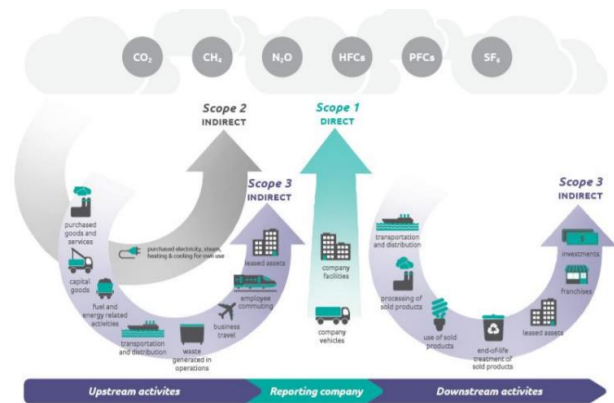 CO₂ CH₄ N₂O HFCs PFCs SF₆
Scope 2
INDIRECT
Scope 1
DIRECT
Scope 3
INDIRECT
Scope 3
INDIRECT
purchased
goods and
services
capital
goods
fuel and
energy related
activities
transportation
and distribution
waste
generated in
operations
business
travel
employee
commuting
leased assets
purchased electricity, steam,
heating & cooling for own use
company
facilities
company
vehicles
transportation
and distribution
processing of
sold products
use of sold
products
end-of-life
treatment of
sold products
leased assets
franchises
investments
Upstream activites
Reporting company
Downstream activites